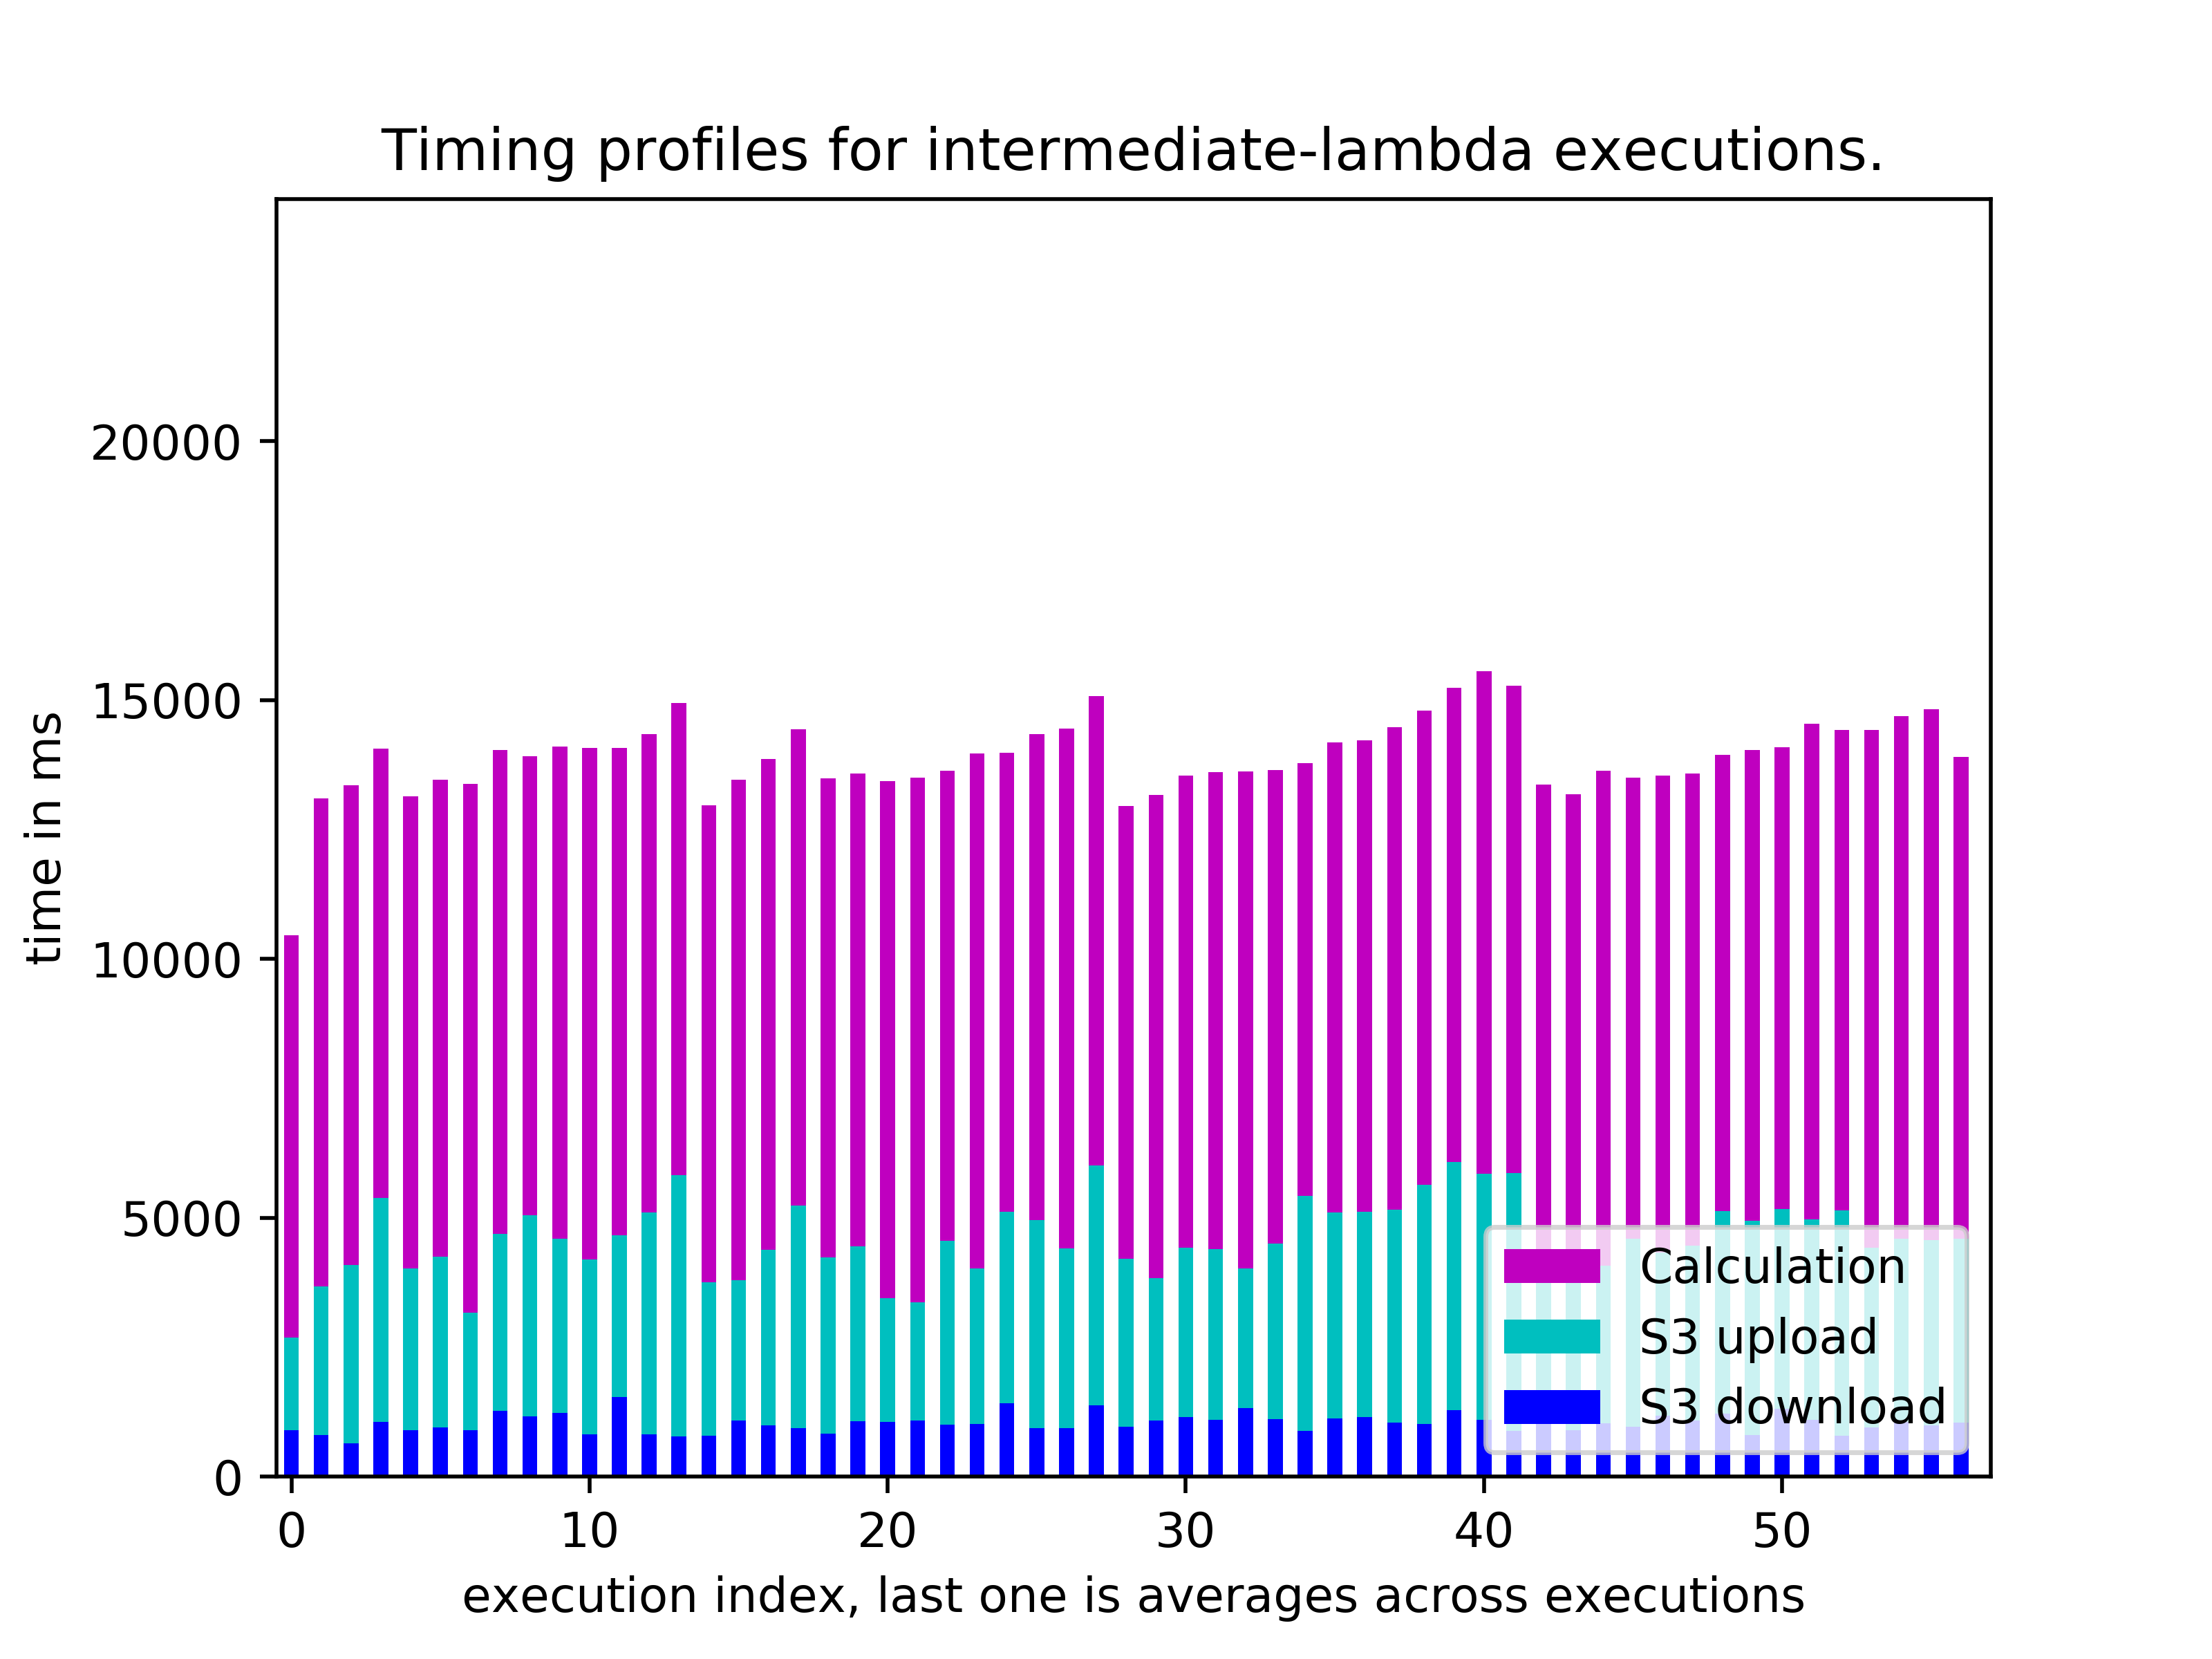 Timing profiles for intermediate-lambda executions.
20000
15000
10000
5000
0
time in ms
Calculation
S3 upload
S3 download
0 10 20 30 40 50
execution index, last one is averages across executions